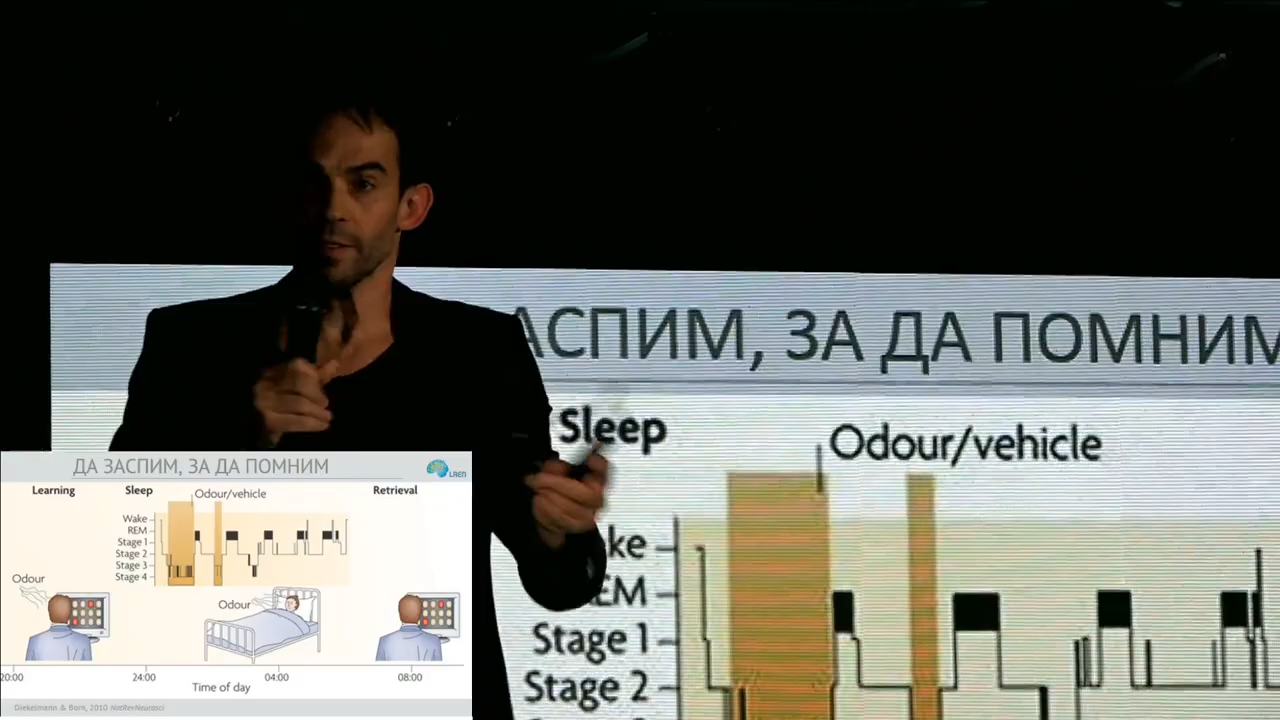 АСПИМ, ЗА ДА ПОМНИМ
Sleep
Odour/vehicle
ke
EM
Stage 1
Stage 2
ДА ЗАСПИМ, ЗА ДА ПОМНИМ
LREN
Learning
Sleep
Odour/vehicle
Retrieval
Wake
REM
Stage 1
Stage 2
Stage 3
Stage 4
Odour
Odour
20:00
24:00
04:00
08:00
Time of day
Diekelmann & Born, 2010 NatRevNeurosci